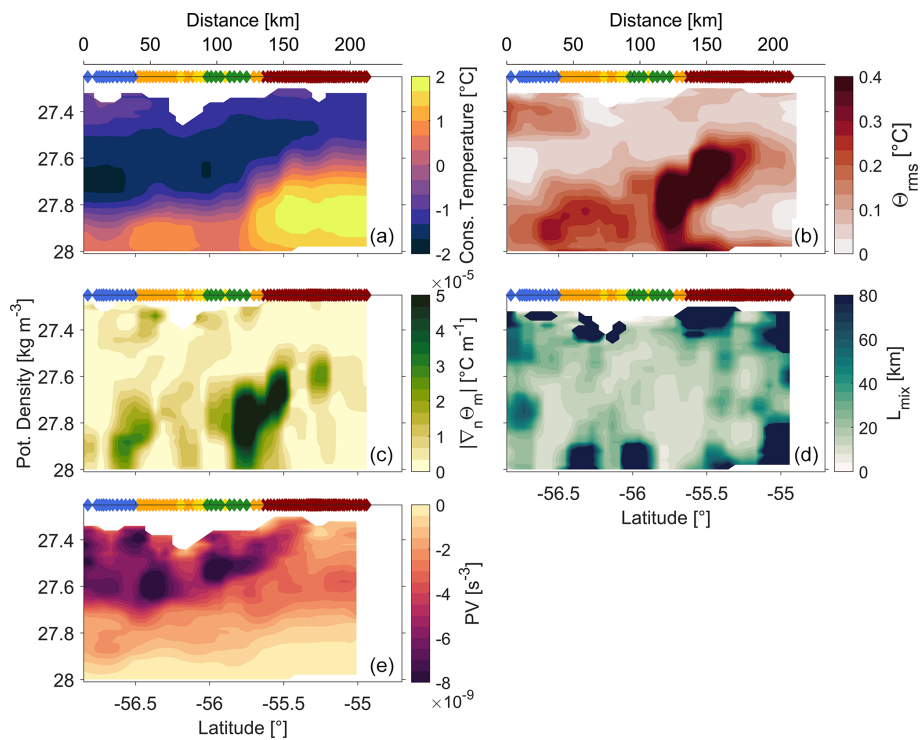 Distance [km]
0 50 100 150 200
Distance [km]
0 50 100 150 200
27.4
27.6
27.8
28
(a)
2
1
0
-1
-2
Cons. Temperature [°C]
(b)
0.4
0.3
0.2
0.1
0
Θrms [°C]
Pot. Density [kg m-3]
27.4
27.6
27.8
28
(c)
×10-5
5
4
3
2
1
0
|∇nΘm| [°C m-1]
(d)
80
60
40
20
0
Lmix [km]
-56.5 -56 -55.5 -55
Latitude [°]
27.4
27.6
27.8
28
(e)
0
-2
-4
-6
-8
×10-9
PV [s-3]
-56.5 -56 -55.5 -55
Latitude [°]